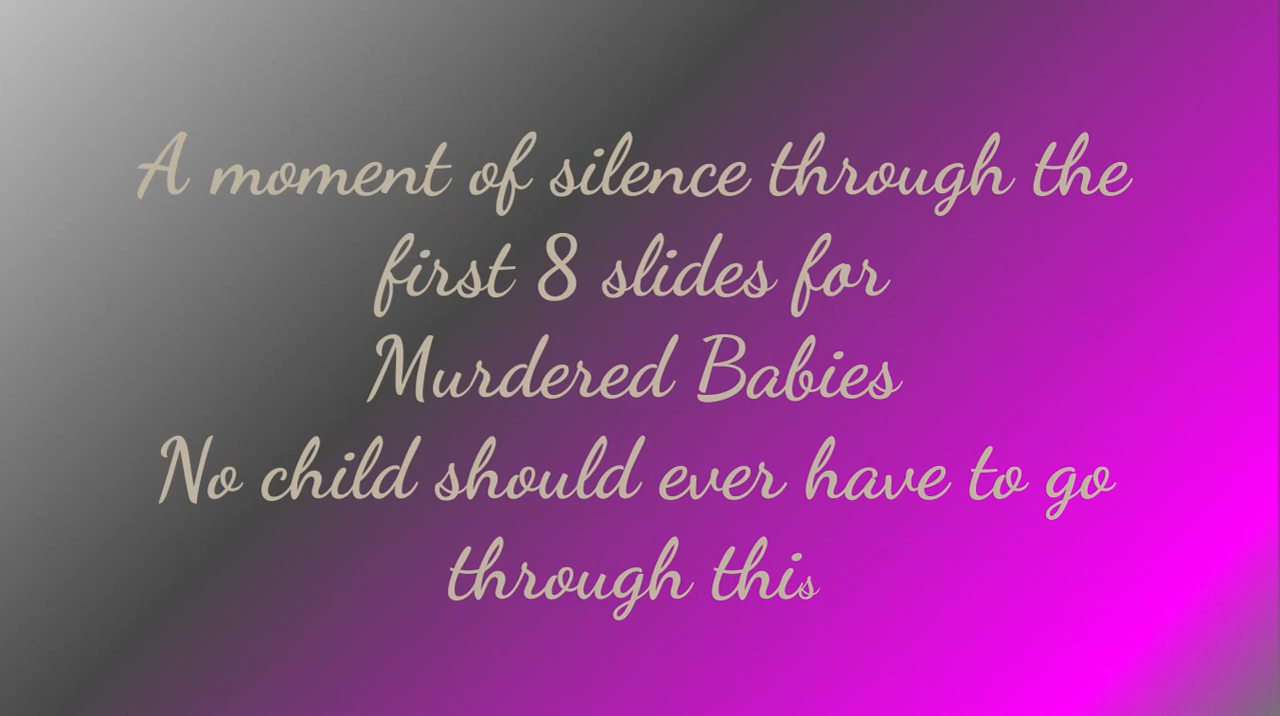 A moment of silence through the
first 8 slides for
Murdered Babies
No child should ever have to go
through this